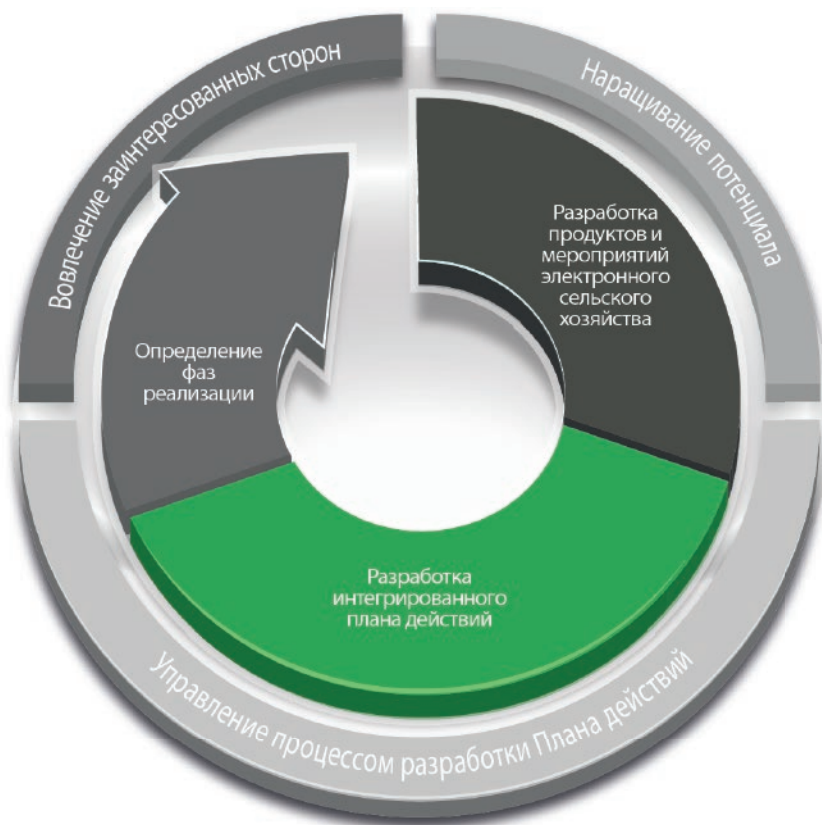 Вовлечение заинтересованных сторон
Наращивание потенциала
Разработка
продуктов и
мероприятий
электронного
сельского
хозяйства
Определение
фаз
реализации
Разработка
интегрированного
плана действий
Управление процессом разработки Плана действий